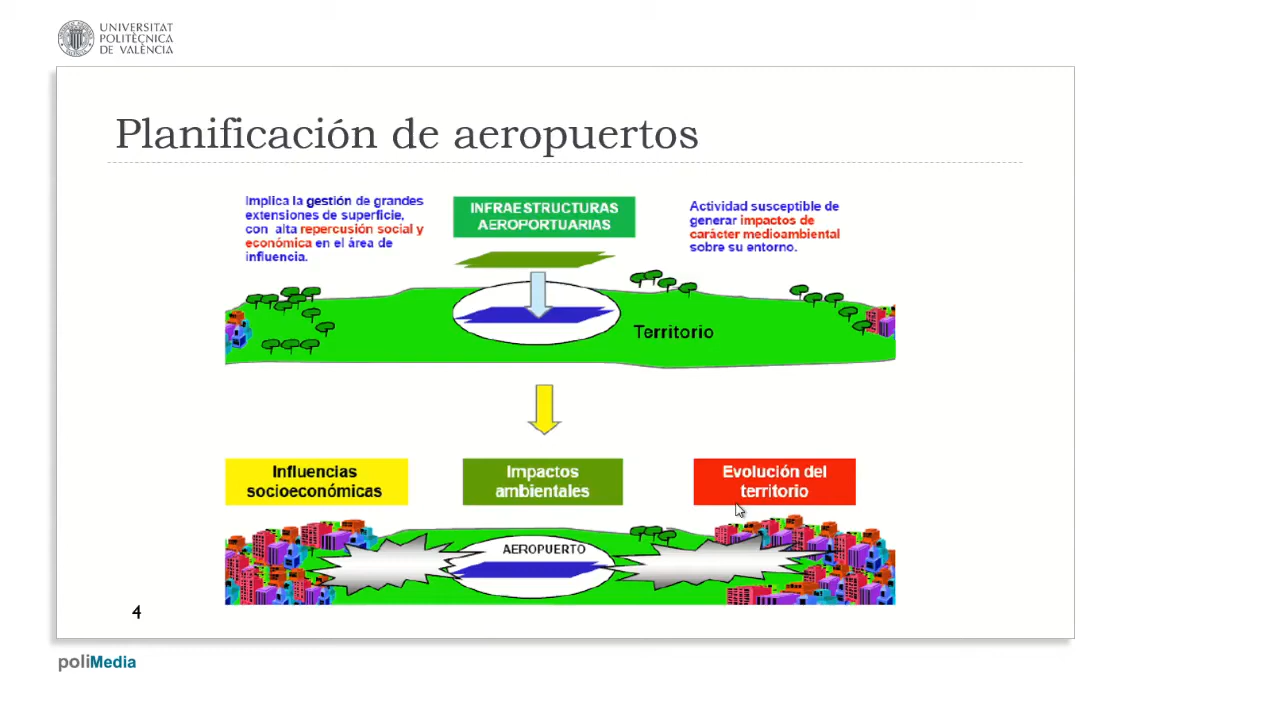 UNIVERSITAT
POLITÈCNICA
DE VALÈNCIA
Planificación de aeropuertos
Implica la gestión de grandes
extensiones de superficie,
con alta repercusión social y
económica en el área de
influencia.
INFRAESTRUCTURAS
AEROPORTUARIAS
Actividad susceptible de
generar impactos de
carácter medioambiental
sobre su entorno.
Territorio
Influencias
socioeconómicas
Impactos
ambientales
Evolución del
territorio
AEROPUERTO
4
poliMedia